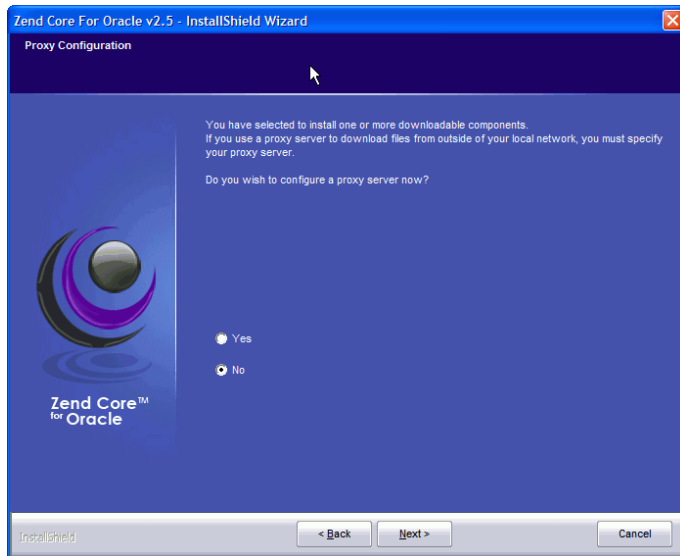 Zend Core For Oracle v2.5 - InstallShield Wizard
Proxy Configuration
You have selected to install one or more downloadable components.
If you use a proxy server to download files from outside of your local network, you must specify
your proxy server.
Do you wish to configure a proxy server now?
Yes
No
Zend Core™
for Oracle
InstallShield
< Back
Next >
Cancel